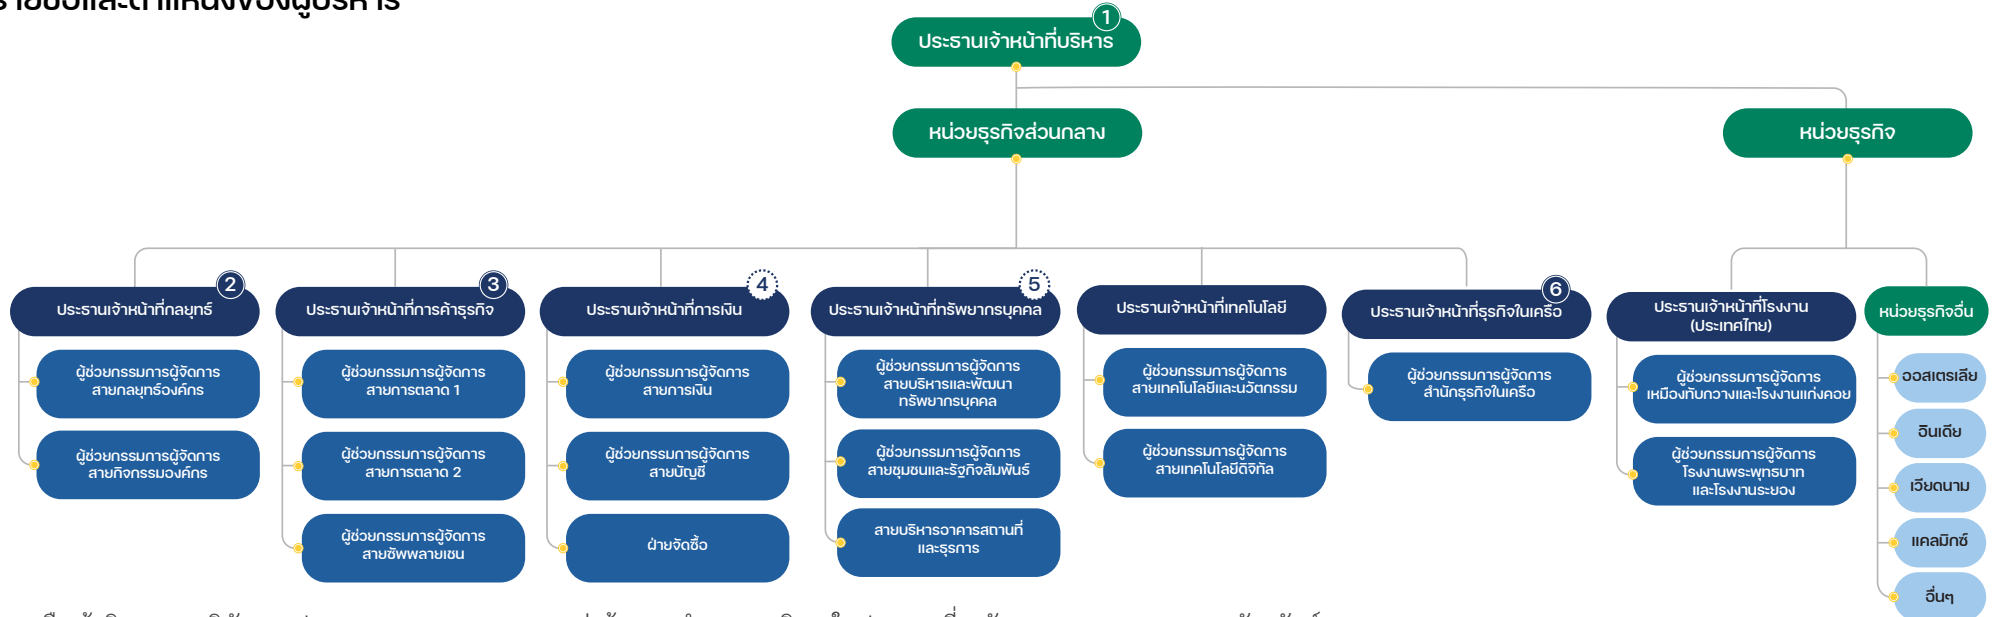 รายชื่อและตำแหน่งของผู้บริหาร
1
ประธานเจ้าหน้าที่บริหาร
หน่วยธุรกิจส่วนกลาง
หน่วยธุรกิจ
2
ประธานเจ้าหน้าที่กลยุทธ์
ผู้ช่วยกรรมการผู้จัดการ
สายกลยุทธ์องค์กร
ผู้ช่วยกรรมการผู้จัดการ
สายกิจกรรมองค์กร
3
ประธานเจ้าหน้าที่การค้าธุรกิจ
ผู้ช่วยกรรมการผู้จัดการ
สายการตลาด 1
ผู้ช่วยกรรมการผู้จัดการ
สายการตลาด 2
ผู้ช่วยกรรมการผู้จัดการ
สายซัพพลายเชน
4
ประธานเจ้าหน้าที่การเงิน
ผู้ช่วยกรรมการผู้จัดการ
สายการเงิน
ผู้ช่วยกรรมการผู้จัดการ
สายบัญชี
ฝ่ายจัดซื้อ
5
ประธานเจ้าหน้าที่ทรัพยากรบุคคล
ผู้ช่วยกรรมการผู้จัดการ
สายบริหารและพัฒนา
ทรัพยากรบุคคล
ผู้ช่วยกรรมการผู้จัดการ
สายชุมชนและรัฐกิจสัมพันธ์
สายบริหารอาคารสถานที่
และธุรการ
ประธานเจ้าหน้าที่เทคโนโลยี
ผู้ช่วยกรรมการผู้จัดการ
สายเทคโนโลยีและนวัตกรรม
ผู้ช่วยกรรมการผู้จัดการ
สายเทคโนโลยีดิจิทัล
6
ประธานเจ้าหน้าที่ธุรกิจในเครือ
ผู้ช่วยกรรมการผู้จัดการ
สำนักธุรกิจในเครือ
ประธานเจ้าหน้าที่โรงงาน
(ประเทศไทย)
ผู้ช่วยกรรมการผู้จัดการ
เหมืองทับกวางและโรงงานแก่งคอย
ผู้ช่วยกรรมการผู้จัดการ
โรงงานพระพุทธบาท
และโรงงานระยอง
หน่วยธุรกิจอื่น
ออสเตรเลีย
อินเดีย
เวียดนาม
แคลมิกซ์
อื่นๆ